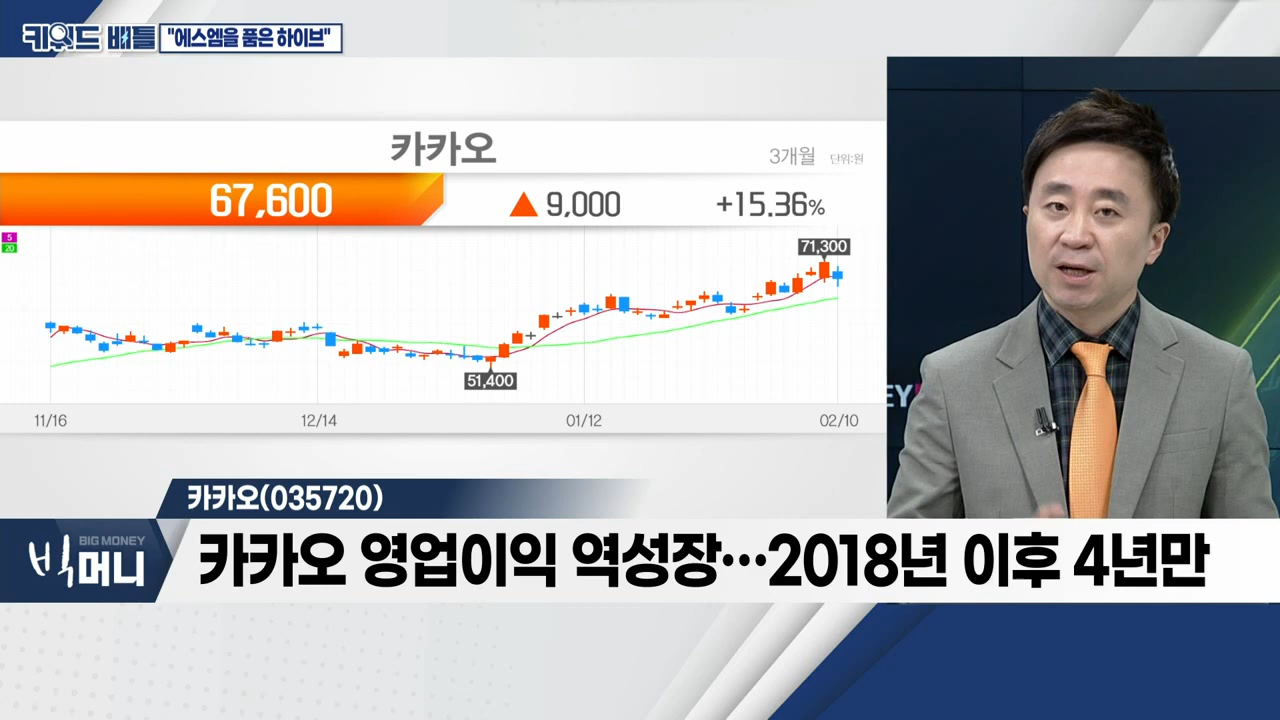 키워드 배틀 "에스엠을 품은 하이브"
카카오
3개월 단위:원
67,600 ▲ 9,000 +15.36%
5
20
71,300
51,400
11/16 12/14 01/12 02/10
EY
카카오(035720)
BIG MONEY
빅머니
카카오 영업이익 역성장…2018년 이후 4년만